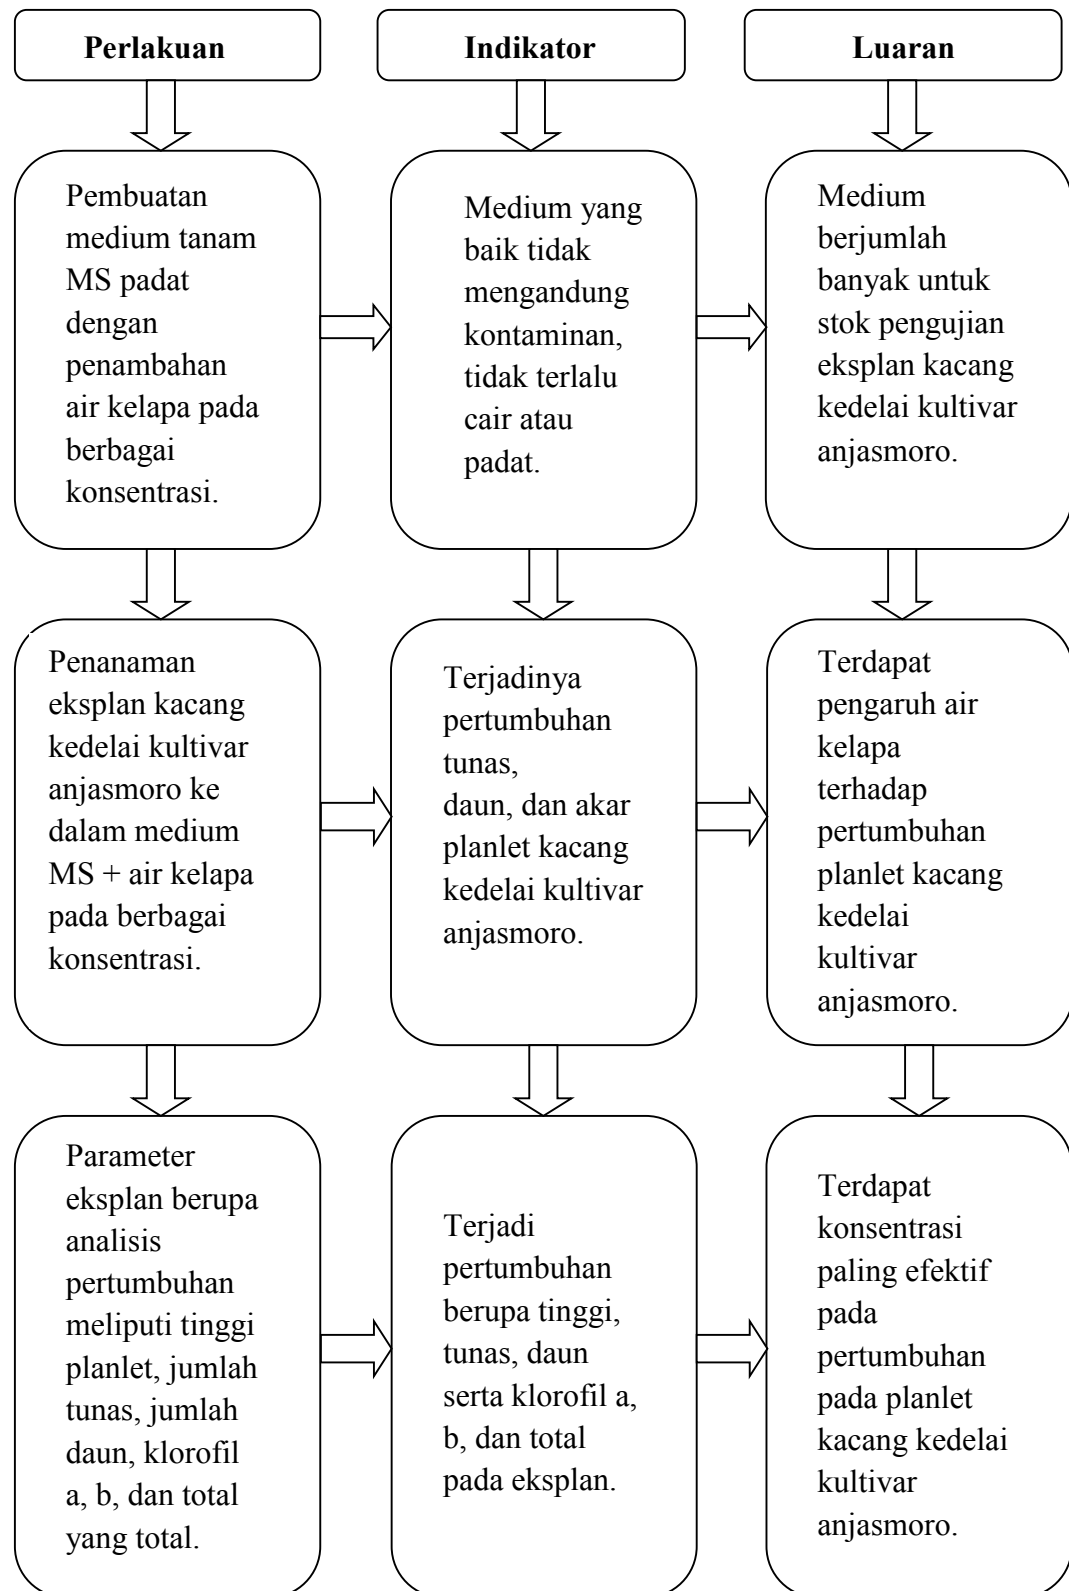 Perlakuan
Indikator
Luaran
Pembuatan
medium tanam
MS padat
dengan
penambahan
air kelapa pada
berbagai
konsentrasi.
Medium yang
baik tidak
mengandung
kontaminan,
tidak terlalu
cair atau
padat.
Medium
berjumlah
banyak untuk
stok pengujian
eksplan kacang
kedelai kultivar
anjasmoro.
Penanaman
eksplan kacang
kedelai kultivar
anjasmoro ke
dalam medium
MS + air kelapa
pada berbagai
konsentrasi.
Terjadinya
pertumbuhan
tunas,
daun, dan akar
planlet kacang
kedelai kultivar
anjasmoro.
Terdapat
pengaruh air
kelapa
terhadap
pertumbuhan
planlet kacang
kedelai
kultivar
anjasmoro.
Parameter
eksplan berupa
analisis
pertumbuhan
meliputi tinggi
planlet, jumlah
tunas, jumlah
daun, klorofil
a, b, dan total
yang total.
Terjadi
pertumbuhan
berupa tinggi,
tunas, daun
serta klorofil a,
b, dan total
pada eksplan.
Terdapat
konsentrasi
paling efektif
pada
pertumbuhan
pada planlet
kacang kedelai
kultivar
anjasmoro.